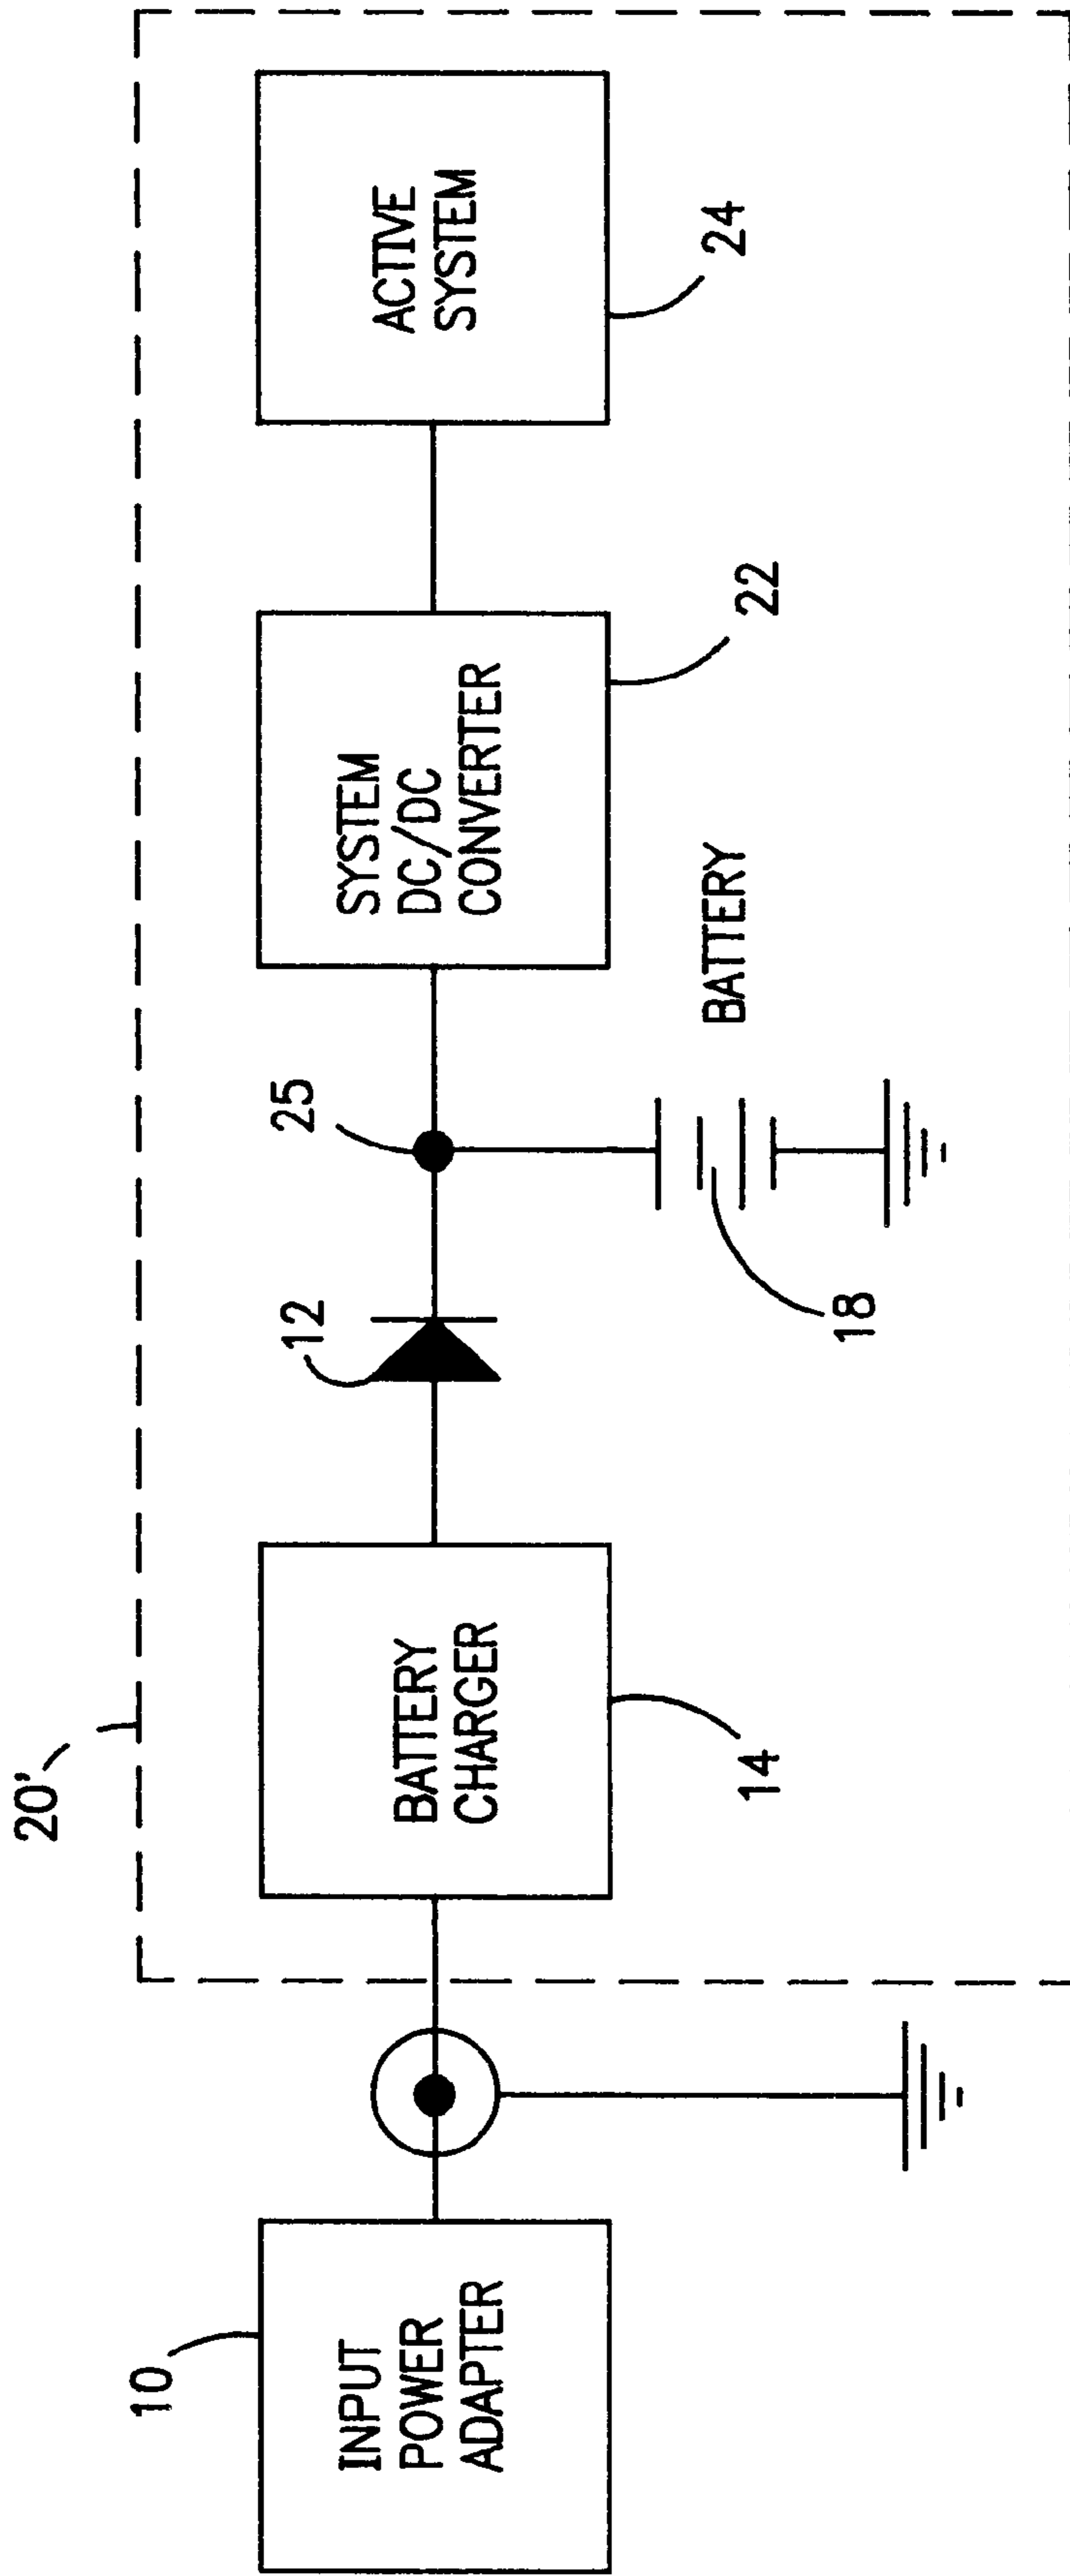 20'
10
INPUT
POWER
ADAPTER
BATTERY
CHARGER
14
12
25
18
BATTERY
SYSTEM
DC/DC
CONVERTER
22
ACTIVE
SYSTEM
24